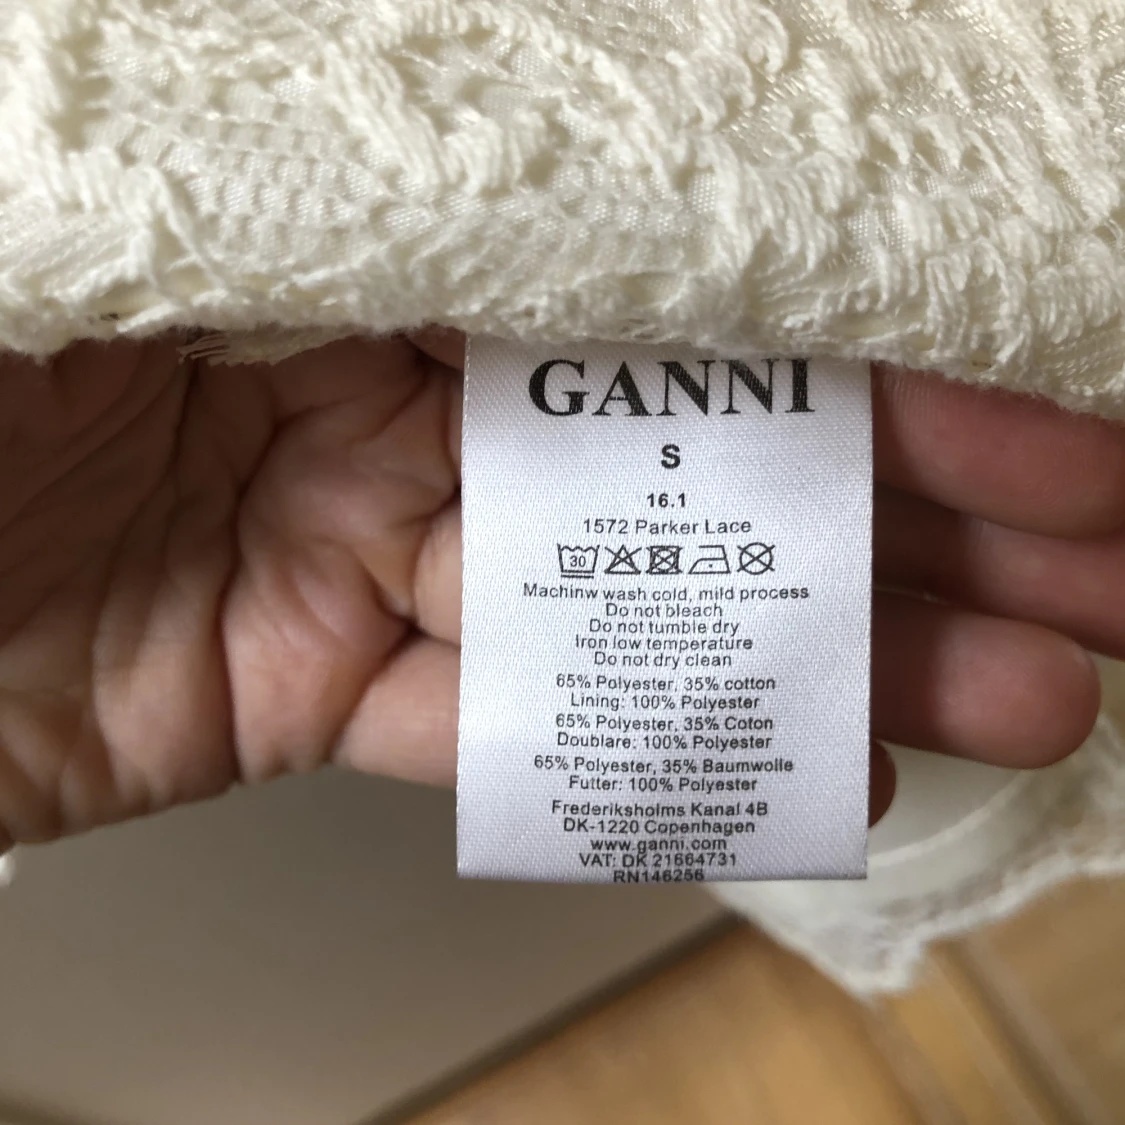 GANNI
S
16.1
1572 Parker Lace
30
Machinw wash cold, mild process
Do not bleach
Do not tumble dry
Iron low temperature
Do not dry clean
65% Polyester, 35% cotton
Lining: 100% Polyester
65% Polyester, 35% Coton
Doublare: 100% Polyester
65% Polyester, 35% Baumwolle
Futter: 100% Polyester
Frederiksholms Kanal 4B
DK-1220 Copenhagen
www.ganni.com
VAT: DK 21664731
RN146256